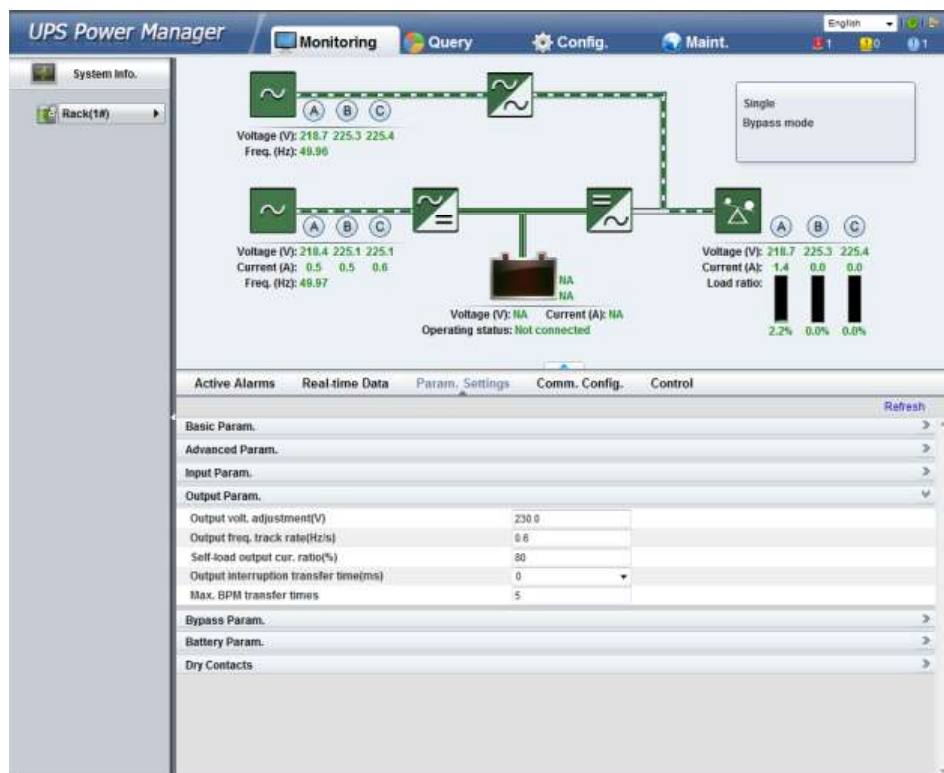 UPS Power Manager
Monitoring
Query
Config.
Maint.
English
1
0
1
System Info.
Rack(1#)
A B C
Voltage (V): 218.7 225.3 225.4
Freq. (Hz): 49.96
Single
Bypass mode
A B C
Voltage (V): 218.4 225.1 225.1
Current (A): 0.5 0.5 0.6
Freq. (Hz): 49.97
NA
NA
Voltage (V): NA Current (A): NA
Operating status: Not connected
A B C
Voltage (V): 218.7 225.3 225.4
Current (A): 1.4 0.0 0.0
Load ratio:
2.2% 0.0% 0.0%
Active Alarms Real-time Data Param. Settings Comm. Config. Control
Refresh
Basic Param.
Advanced Param.
Input Param.
Output Param.
Output volt. adjustment(V) 230.0
Output freq. track rate(Hz/s) 0.6
Self-load output cur. ratio(%) 80
Output interruption transfer time(ms) 0
Max. BPM transfer times 5
Bypass Param.
Battery Param.
Dry Contacts